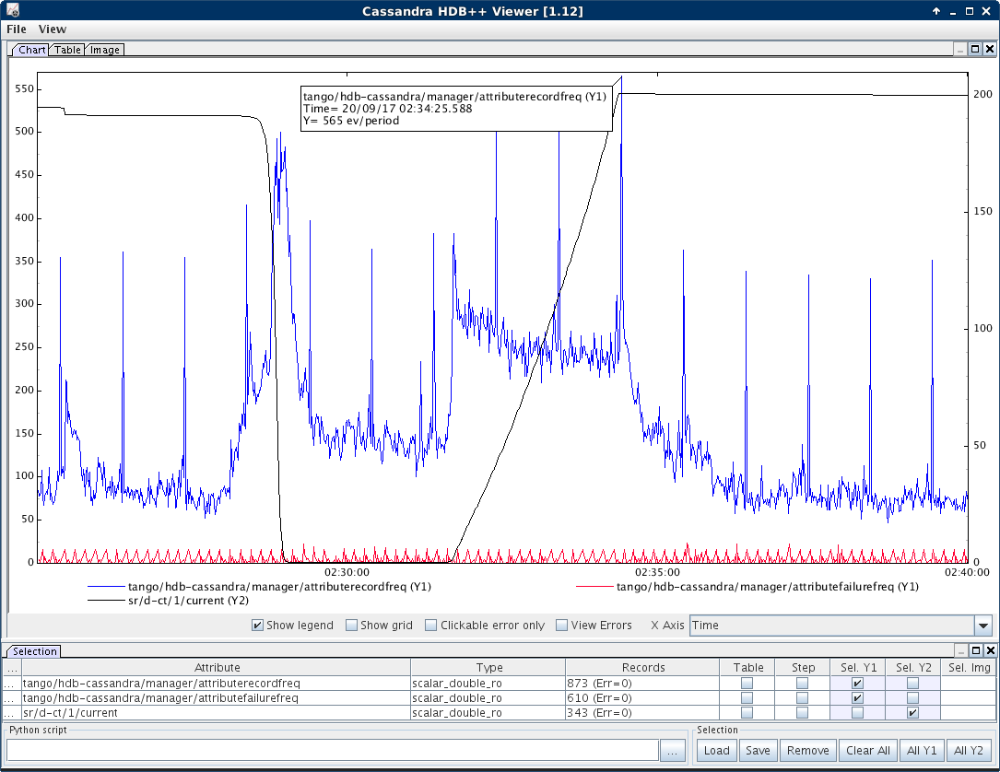 Cassandra HDB++ Viewer [1.12]
File View
Chart Table Image
tango/hdb-cassandra/manager/attributerecordfreq (Y1)
Time= 20/09/17 02:34:25.588
Y= 565 ev/period
550
500
450
400
350
300
250
200
150
100
50
0
200
150
100
50
0
02:30:00 02:35:00 02:40:00
tango/hdb-cassandra/manager/attributerecordfreq (Y1) tango/hdb-cassandra/manager/attributefailurefreq (Y1)
sr/d-ct/1/current (Y2)
Show legend Show grid Clickable error only View Errors X Axis Time
Selection
... Attribute Type Records Table Step Sel. Y1 Sel. Y2 Sel. Img
... tango/hdb-cassandra/manager/attributerecordfreq scalar_double_ro 873 (Err=0)
... tango/hdb-cassandra/manager/attributefailurefreq scalar_double_ro 610 (Err=0)
... sr/d-ct/1/current scalar_double_ro 343 (Err=0)
Python script Selection
... Load Save Remove Clear All All Y1 All Y2